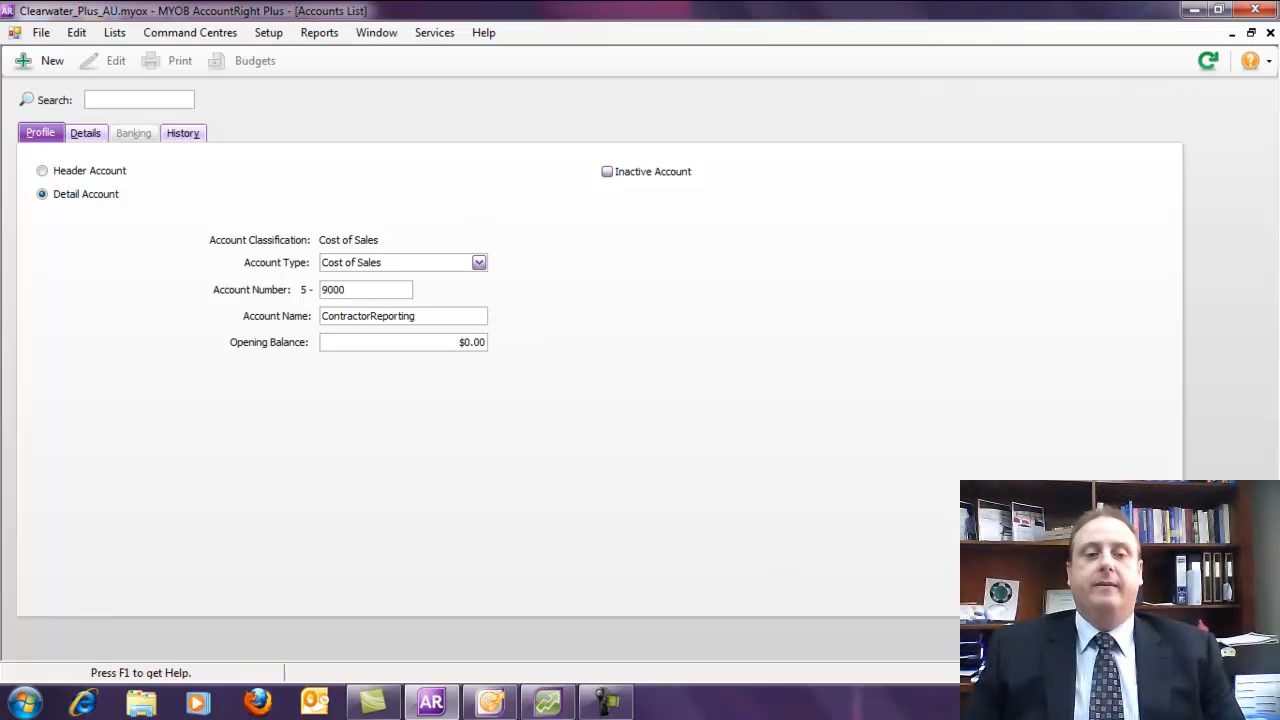 Clearwater_Plus_AU.myox - MYOB AccountRight Plus - [Accounts List]
File Edit Lists Command Centres Setup Reports Window Services Help
New Edit Print Budgets
Search:
Profile Details Banking History
Header Account
Inactive Account
Detail Account
Account Classification: Cost of Sales
Account Type: Cost of Sales
Account Number: 5 - 9000
Account Name: ContractorReporting
Opening Balance: $0.00
Press F1 to get Help.
AR